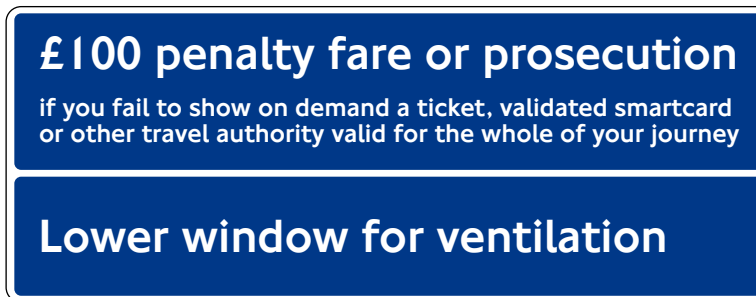 £100 penalty fare or prosecution
if you fail to show on demand a ticket, validated smartcard
or other travel authority valid for the whole of your journey
Lower window for ventilation